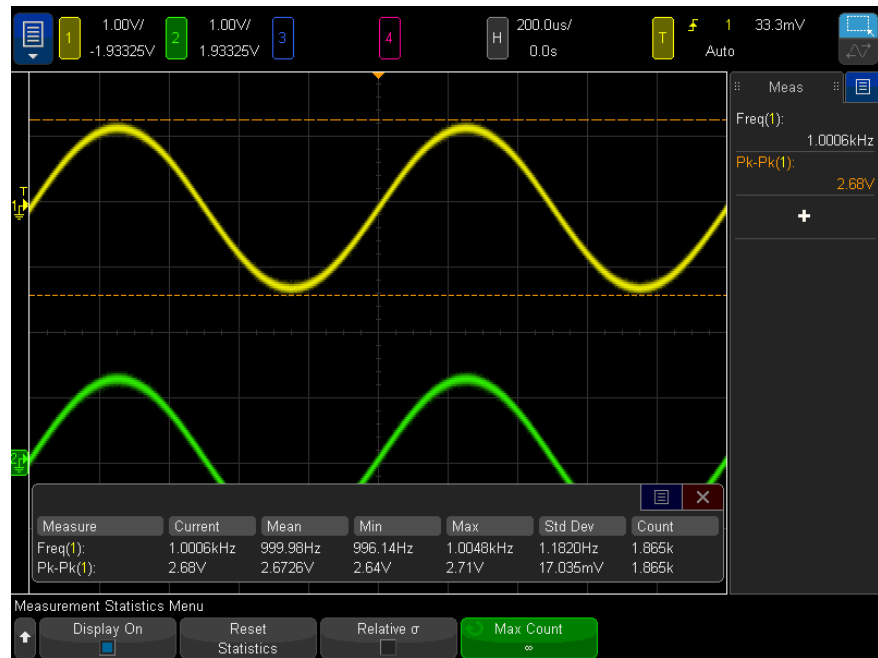 1 1.00V/ 2 1.00V/ 3 4 H 200.0us/ T 1 33.3mV
-1.93325V 1.93325V 0.0s Auto
Meas
Freq(1):
1.0006kHz
Pk-Pk(1):
2.68V
+
T
1
2
Measure Current Mean Min Max Std Dev Count
Freq(1): 1.0006kHz 999.98Hz 996.14Hz 1.0048kHz 1.1820Hz 1.865k
Pk-Pk(1): 2.68V 2.6726V 2.64V 2.71V 17.035mV 1.865k
Measurement Statistics Menu
Display On Reset Statistics Relative σ Max Count
∞